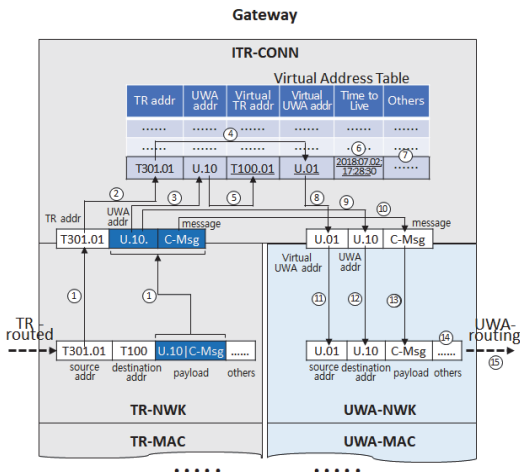 Gateway
ITR-CONN
Virtual Address Table
TR addr UWA addr Virtual TR addr Virtual UWA addr Time to Live Others
...... ...... ...... ...... ...... ......
...... ...... ...... ...... ......
④ ⑥ ⑦
T301.01 U.10 T100.01 U.01 2018:07.02: 17:28:30 ......
② ③ ⑤ ⑧ ⑨ ⑩
TR addr UWA addr message message
T301.01 U.10. C-Msg U.01 U.10 C-Msg
Virtual UWA addr UWA addr
① ① ⑪ ⑫ ⑬
TR-routed UWA-routing
T301.01 T100 U.10|C-Msg ...... U.01 U.10 C-Msg ...... ⑭ ⑮
source addr destination addr payload others source addr destination addr payload others
TR-NWK UWA-NWK
TR-MAC UWA-MAC
..... .....